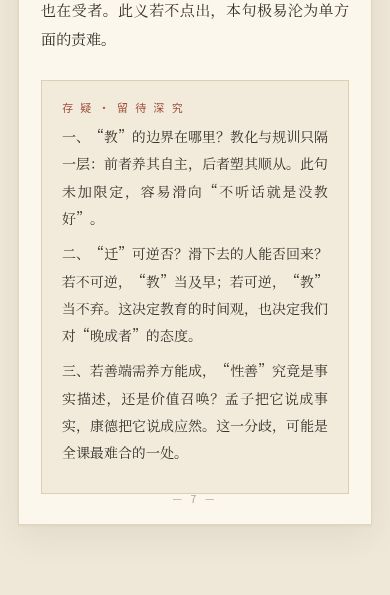 也在受者。此义若不点出，本句极易沦为单方
面的责难。
存疑·留待深究
一、“教”的边界在哪里？教化与规训只隔
一层：前者养其自主，后者塑其顺从。此句
未加限定，容易滑向“不听话就是没教
好”。
二、“迁”可逆否？滑下去的人能否回来？
若不可逆，“教”当及早；若可逆，“教”
当不弃。这决定教育的时间观，也决定我们
对“晚成者”的态度。
三、若善端需养方能成，“性善”究竟是事
实描述，还是价值召唤？孟子把它说成事
实，康德把它说成应然。这一分歧，可能是
全课最难合的一处。
— 7 —